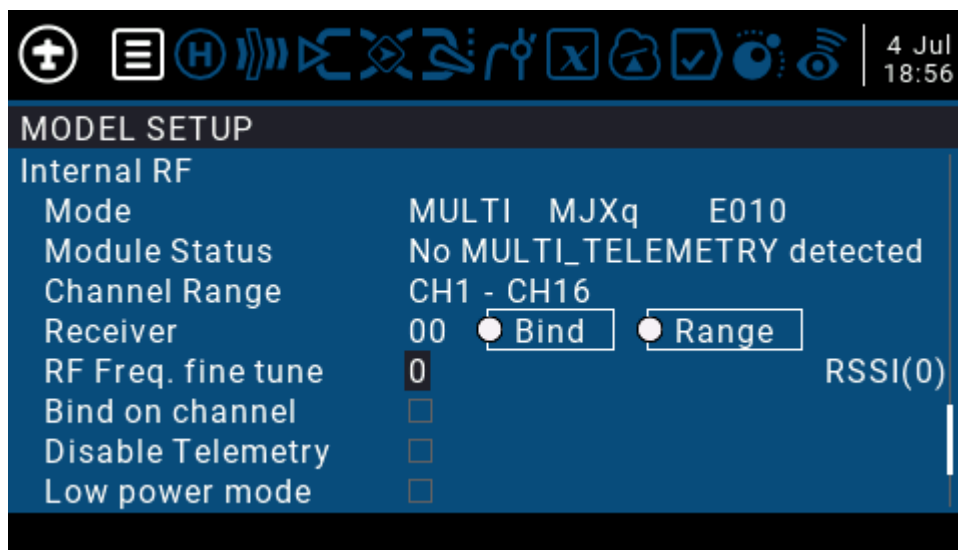 H
x
4 Jul
18:56
MODEL SETUP
Internal RF
Mode MULTI MJXq E010
Module Status No MULTI_TELEMETRY detected
Channel Range CH1 - CH16
Receiver 00 Bind Range
RF Freq. fine tune 0 RSSI(0)
Bind on channel
Disable Telemetry
Low power mode